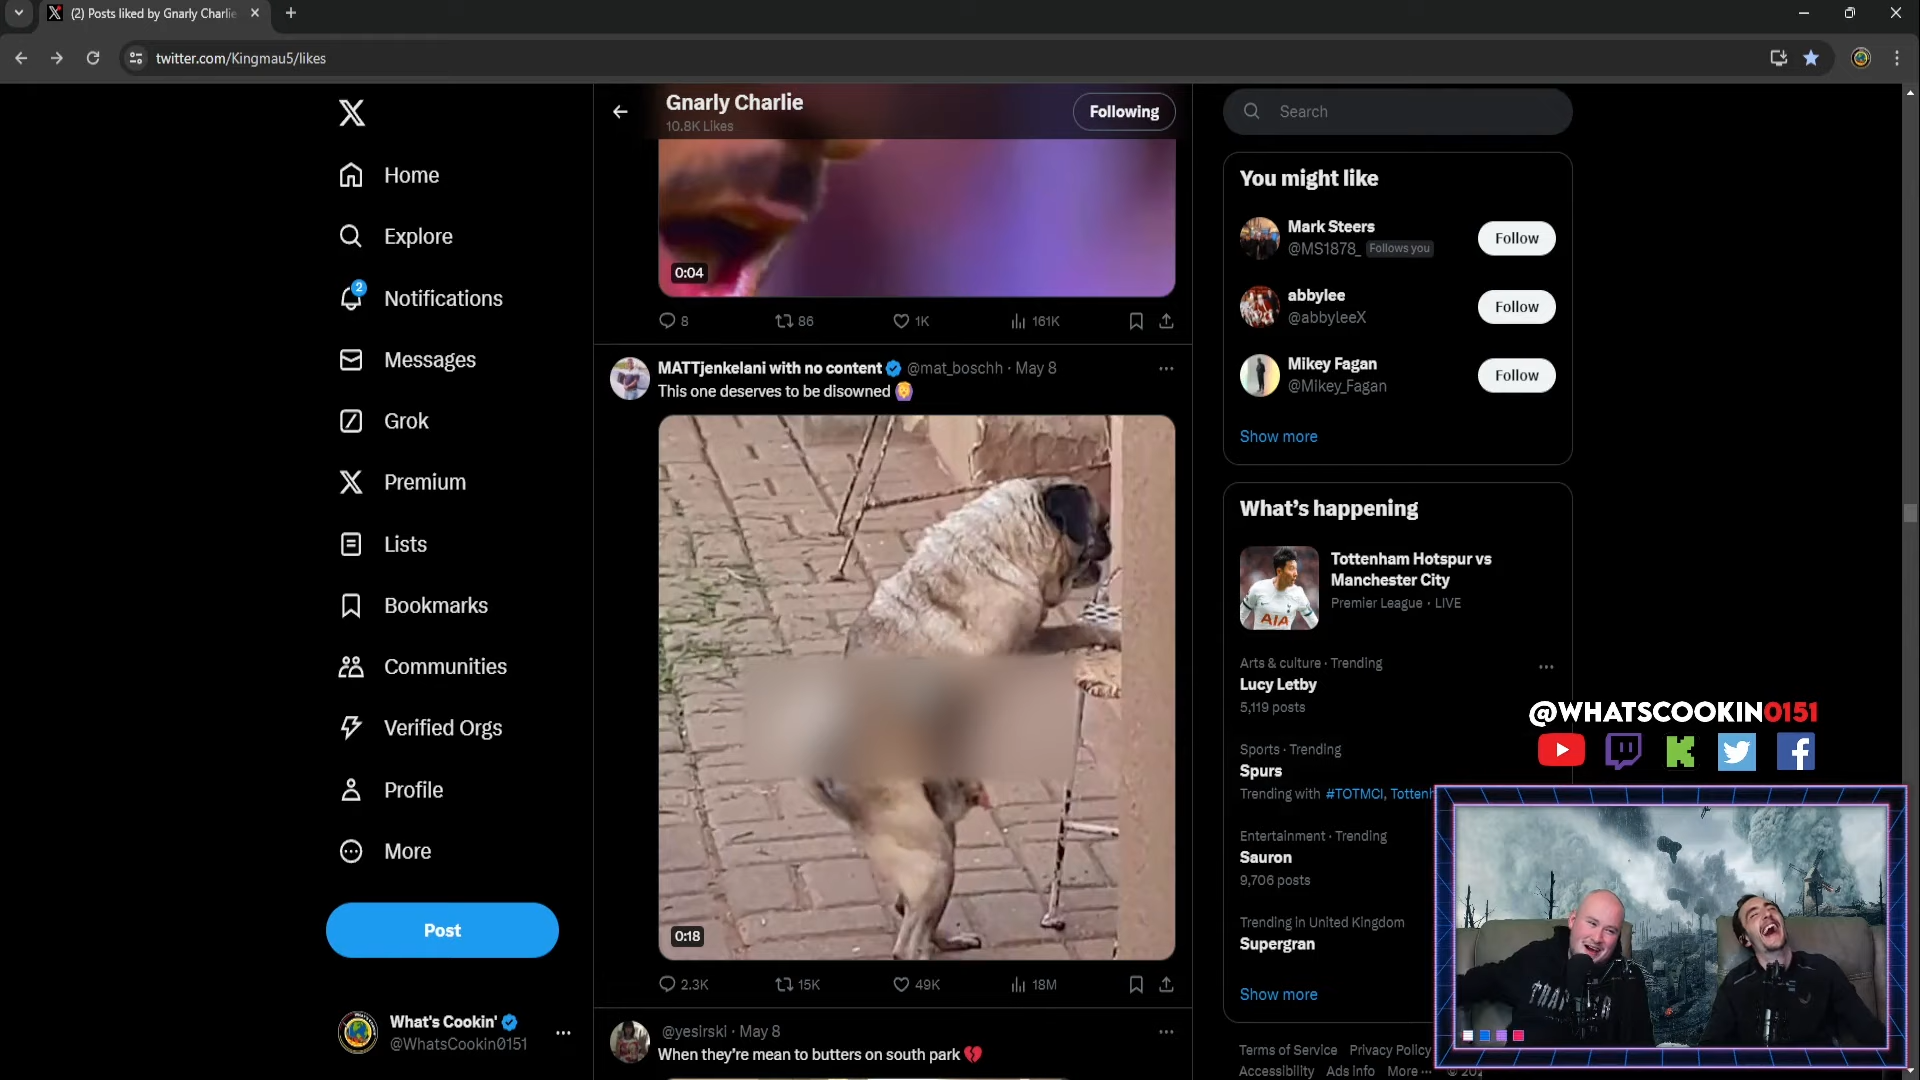 (2) Posts liked by Gnarly Charlie
twitter.com/Kingmau5/likes
Home
Explore
2
Notifications
Messages
Grok
Premium
Lists
Bookmarks
Communities
Verified Orgs
Profile
More
Post
What's Cookin'
@WhatsCookin0151
Gnarly Charlie
10.8K Likes
Following
0:04
8 86 1K 161K
MATTjenkelani with no content @mat_boschh · May 8
This one deserves to be disowned
0:18
2.3K 15K 49K 18M
@yesirski · May 8
When they're mean to butters on south park
Search
You might like
Mark Steers
@MS1878_ Follows you
Follow
abbylee
@abbyleeX
Follow
Mikey Fagan
@Mikey_Fagan
Follow
Show more
What's happening
Tottenham Hotspur vs
Manchester City
Premier League · LIVE
AIA
Arts & culture · Trending
Lucy Letby
5,119 posts
Sports · Trending
Spurs
Trending with #TOTMCI, Tottenh
Entertainment · Trending
Sauron
9,706 posts
Trending in United Kingdom
Supergran
Show more
Terms of Service Privacy Policy
Accessibility Ads info More
@WHATSCOOKIN0151